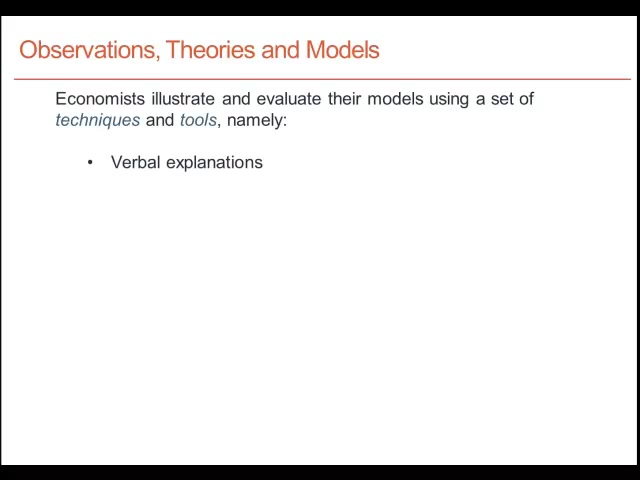 Observations, Theories and Models
Economists illustrate and evaluate their models using a set of
techniques and tools, namely:
• Verbal explanations